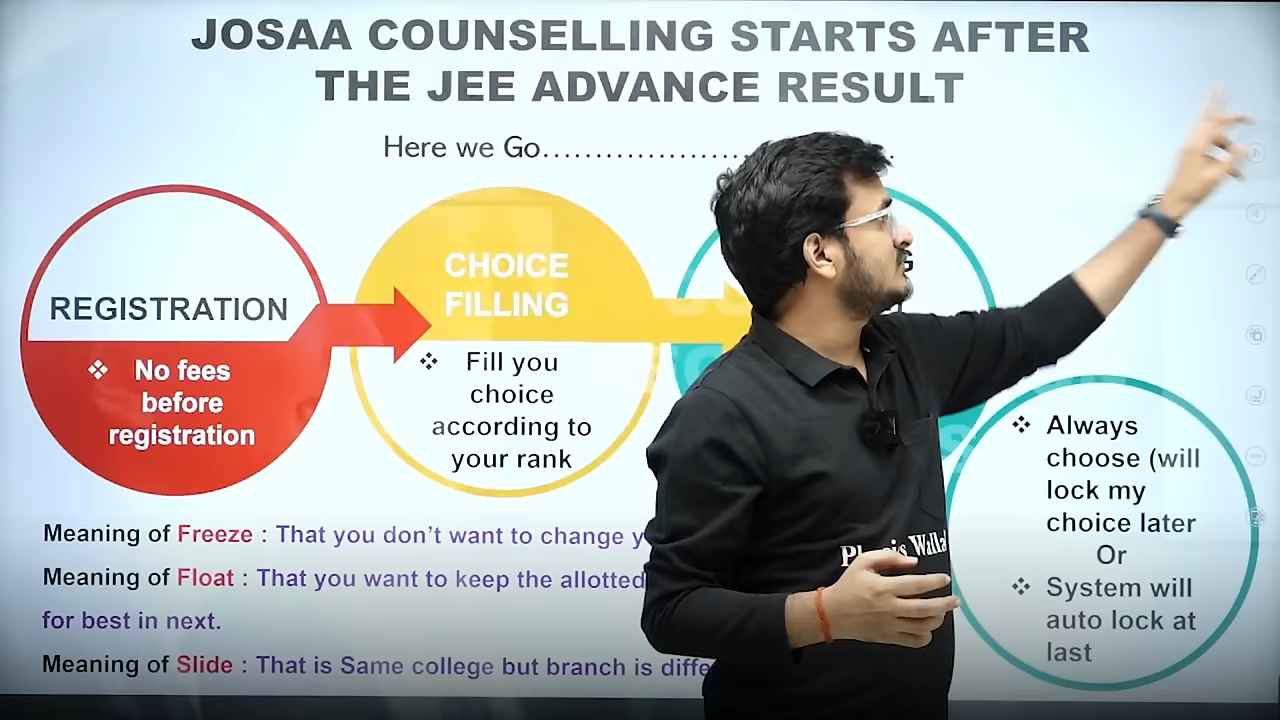 JOSAA COUNSELLING STARTS AFTER
THE JEE ADVANCE RESULT
Here we Go
REGISTRATION
❖ No fees
before
registration
CHOICE
FILLING
❖ Fill you
choice
according to
your rank
❖ Always
choose (will
lock my
choice later
Or
❖ System will
auto lock at
last
Meaning of Freeze : That you don’t want to change
Meaning of Float : That you want to keep the allotted
for best in next.
Meaning of Slide : That is Same college but branch is